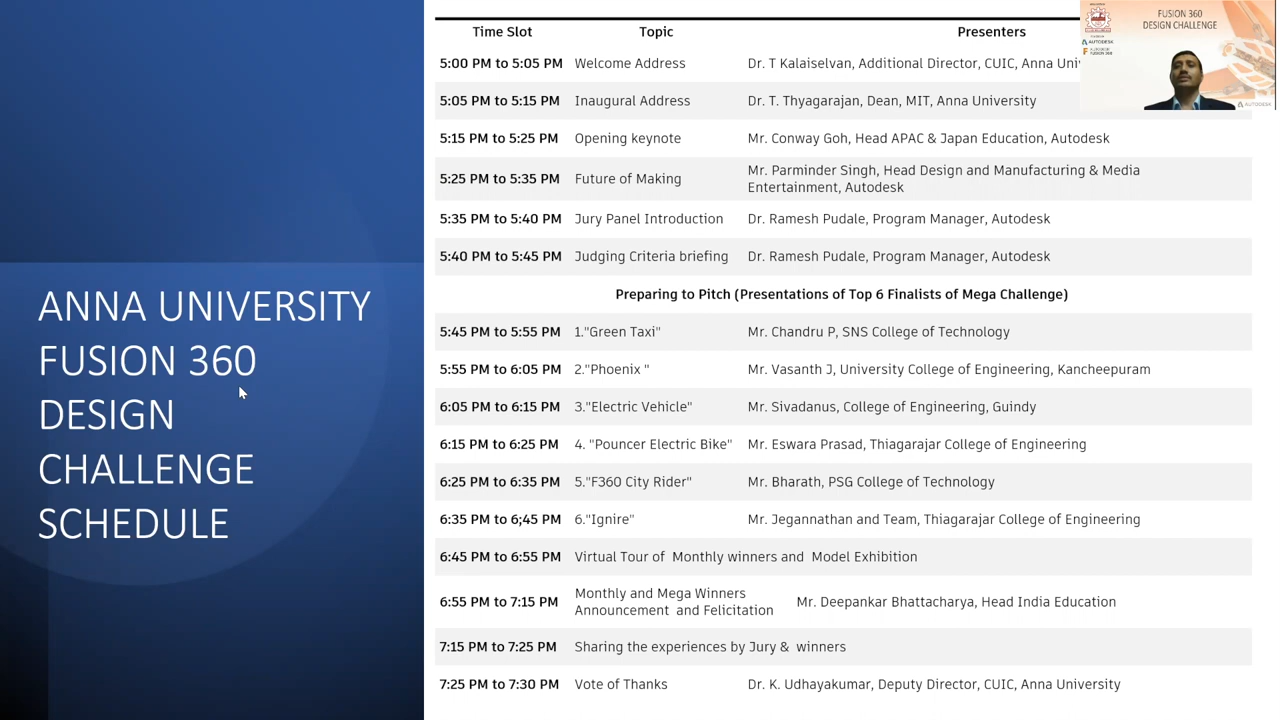 ANNA UNIVERSITY
FUSION 360
DESIGN
CHALLENGE
SCHEDULE
Time Slot Topic Presenters
5:00 PM to 5:05 PM Welcome Address Dr. T Kalaiselvan, Additional Director, CUIC, Anna
5:05 PM to 5:15 PM Inaugural Address Dr. T. Thyagarajan, Dean, MIT, Anna University
5:15 PM to 5:25 PM Opening keynote Mr. Conway Goh, Head APAC & Japan Education, Autodesk
5:25 PM to 5:35 PM Future of Making Mr. Parminder Singh, Head Design and Manufacturing & Media
Entertainment, Autodesk
5:35 PM to 5:40 PM Jury Panel Introduction Dr. Ramesh Pudale, Program Manager, Autodesk
5:40 PM to 5:45 PM Judging Criteria briefing Dr. Ramesh Pudale, Program Manager, Autodesk
Preparing to Pitch (Presentations of Top 6 Finalists of Mega Challenge)
5:45 PM to 5:55 PM 1."Green Taxi" Mr. Chandru P, SNS College of Technology
5:55 PM to 6:05 PM 2."Phoenix " Mr. Vasanth J, University College of Engineering, Kancheepuram
6:05 PM to 6:15 PM 3."Electric Vehicle" Mr. Sivadanus, College of Engineering, Guindy
6:15 PM to 6:25 PM 4. "Pouncer Electric Bike" Mr. Eswara Prasad, Thiagarajar College of Engineering
6:25 PM to 6:35 PM 5."F360 City Rider" Mr. Bharath, PSG College of Technology
6:35 PM to 6;45 PM 6."Ignire" Mr. Jegannathan and Team, Thiagarajar College of Engineering
6:45 PM to 6:55 PM Virtual Tour of Monthly winners and Model Exhibition
6:55 PM to 7:15 PM Monthly and Mega Winners
Announcement and Felicitation Mr. Deepankar Bhattacharya, Head India Education
7:15 PM to 7:25 PM Sharing the experiences by Jury & winners
7:25 PM to 7:30 PM Vote of Thanks Dr. K. Udhayakumar, Deputy Director, CUIC, Anna University
FUSION 360
DESIGN CHALLENGE
AUTODESK
FUSION 360
AUTODESK